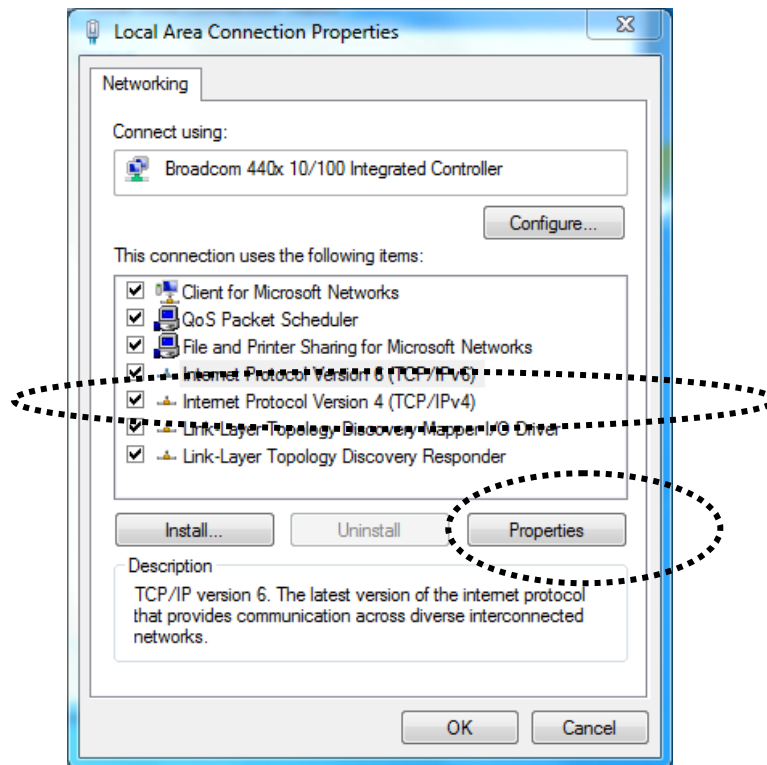 Local Area Connection Properties
Networking
Connect using:
Broadcom 440x 10/100 Integrated Controller
Configure...
This connection uses the following items:
Client for Microsoft Networks
QoS Packet Scheduler
File and Printer Sharing for Microsoft Networks
Internet Protocol Version 6 (TCP/IPv6)
Internet Protocol Version 4 (TCP/IPv4)
Link-Layer Topology Discovery Mapper I/O Driver
Link-Layer Topology Discovery Responder
Install... Uninstall Properties
Description
TCP/IP version 6. The latest version of the internet protocol
that provides communication across diverse interconnected
networks.
OK Cancel